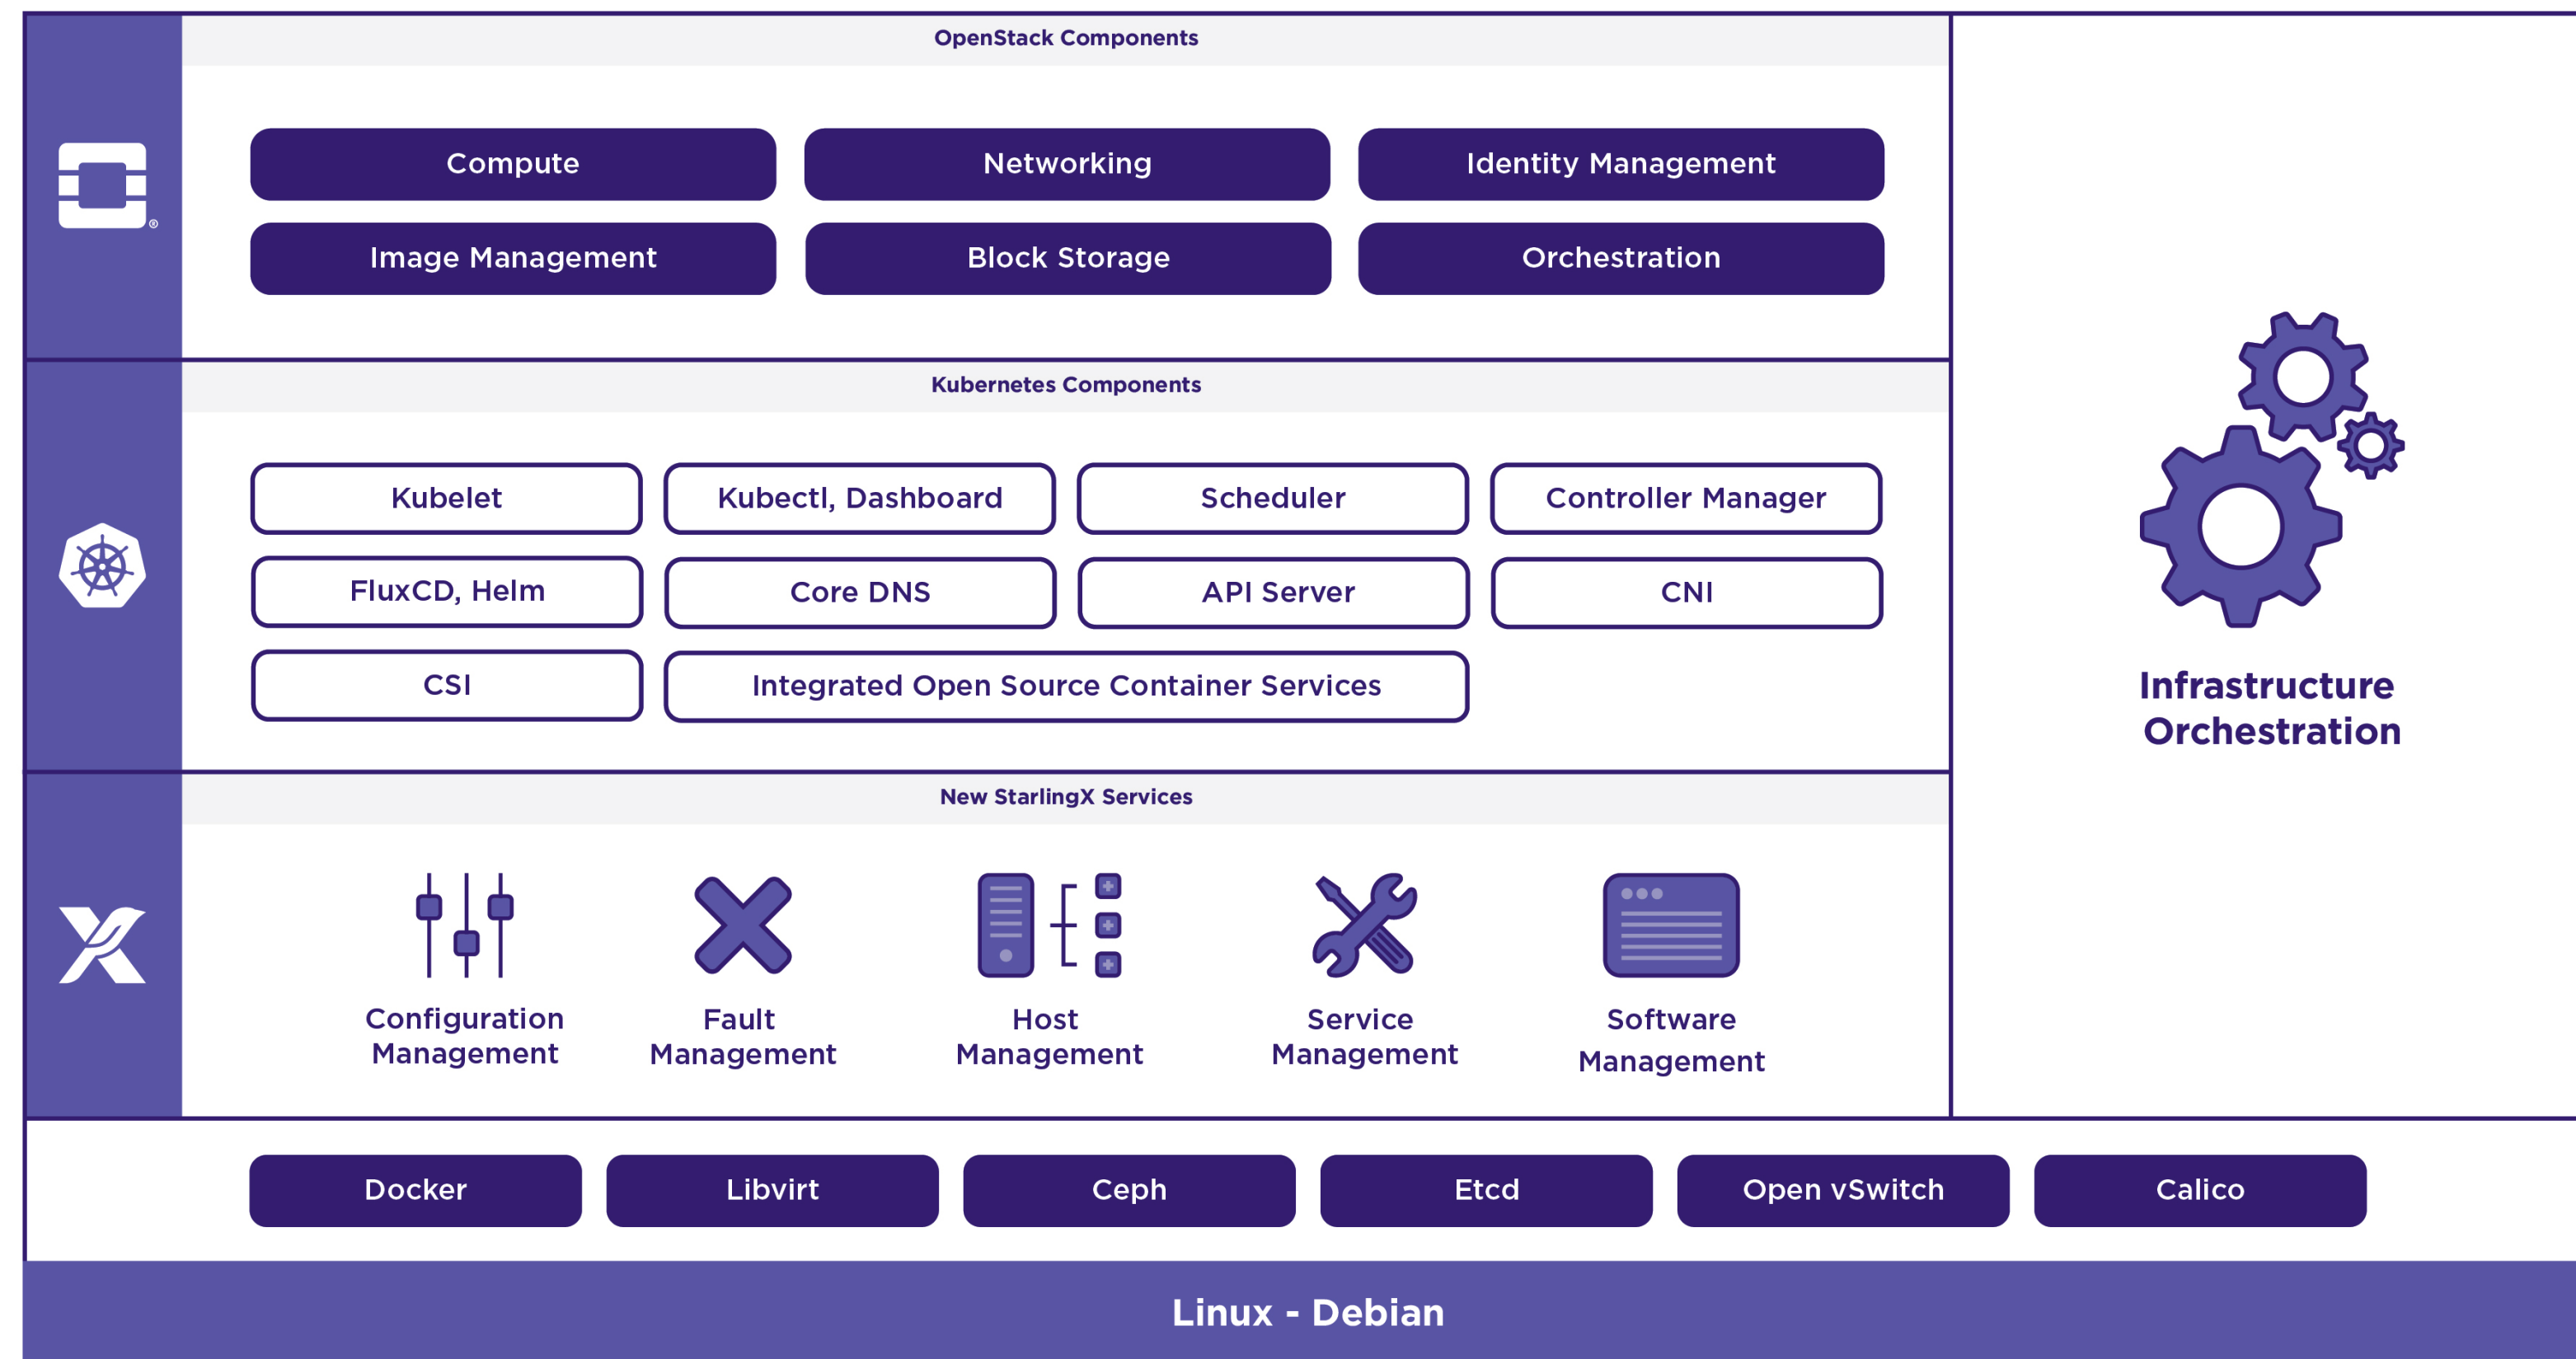 OpenStack Components
Compute
Networking
Identity Management
Image Management
Block Storage
Orchestration
Kubernetes Components
Kubelet
Kubectl, Dashboard
Scheduler
Controller Manager
FluxCD, Helm
Core DNS
API Server
CNI
CSI
Integrated Open Source Container Services
Infrastructure
Orchestration
New StarlingX Services
Configuration
Management
Fault
Management
Host
Management
Service
Management
Software
Management
Docker
Libvirt
Ceph
Etcd
Open vSwitch
Calico
Linux - Debian